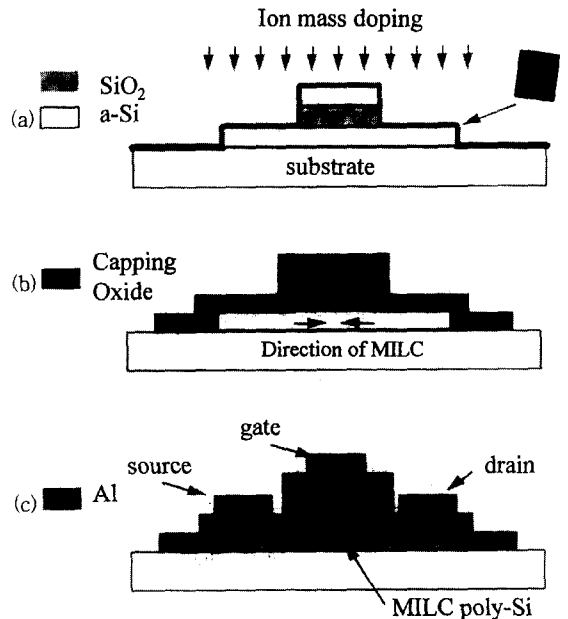 Ion mass doping
SiO2
(a) a-Si
substrate
(b) Capping
Oxide
Direction of MILC
gate
source
drain
(c) Al
MILC poly-Si